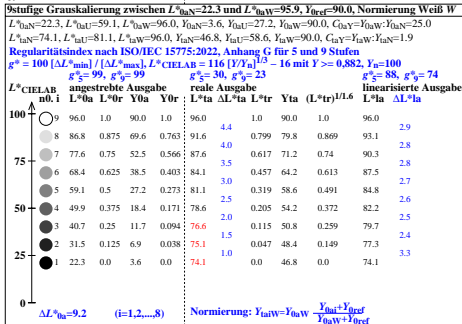 9stufige Grauskalierung zwischen L*0aN=22.3 und L*0aW=95.9, Y0ref=90.0, Normierung Weiß W
L*0aN=22.3, L*0aU=59.1, L*0aW=96.0, Y0aN=3.6, Y0aU=27.2, Y0aW=90.0, C0aY=Y0aW:Y0aN=25.0
L*taN=74.1, L*taU=81.1, L*taW=96.0, YtaN=46.8, YtaU=58.6, YtaW=90.0, CtaY=YtaW:YtaN=1.9
Regularitätsindex nach ISO/IEC 15775:2022, Anhang G für 5 und 9 Stufen
g* = 100 [ΔL*min] / [ΔL*max], L*CIELAB = 116 [Y/Yn]1/3 - 16 mit Y >= 0,882, Yn=100
g*5= 99, g*9= 99 g*5= 30, g*9= 23 g*5= 88, g*9= 74
L*CIELAB angestrebte Ausgabe reale Ausgabe linearisierte Ausgabe
n0. i L*0a L*0r Y0a Y0r L*ta ΔL*ta L*tr Yta (L*tr)1/1.6 L*la ΔL*la
100
9 96.0 1.0 90.0 1.0 96.0 1.0 90.0 1.0 96.0
4.4 2.9
8 86.8 0.875 69.6 0.763 91.6 0.799 79.8 0.869 93.1
4.0 2.8
75
7 77.6 0.75 52.5 0.566 87.6 0.617 71.2 0.74 90.3
3.5 2.8
6 68.4 0.625 38.5 0.403 84.1 0.457 64.2 0.613 87.5
3.0 2.7
5 59.1 0.5 27.2 0.273 81.1 0.319 58.6 0.491 84.8
2.5 2.6
50
4 49.9 0.375 18.4 0.171 78.6 0.205 54.2 0.372 82.2
2.0 2.5
3 40.7 0.25 11.7 0.094 76.6 0.115 50.8 0.259 79.7
1.5 2.4
2 31.5 0.125 6.9 0.038 75.1 0.047 48.4 0.149 77.3
1.0 3.3
25
1 22.3 0.0 3.6 0.0 74.1 0.0 46.8 0.0 74.1
0
ΔL*0a=9.2 (i=1,2,...,8) Normierung: YtaiW=Y0aW Y0ai+Y0ref
Y0aW+Y0ref